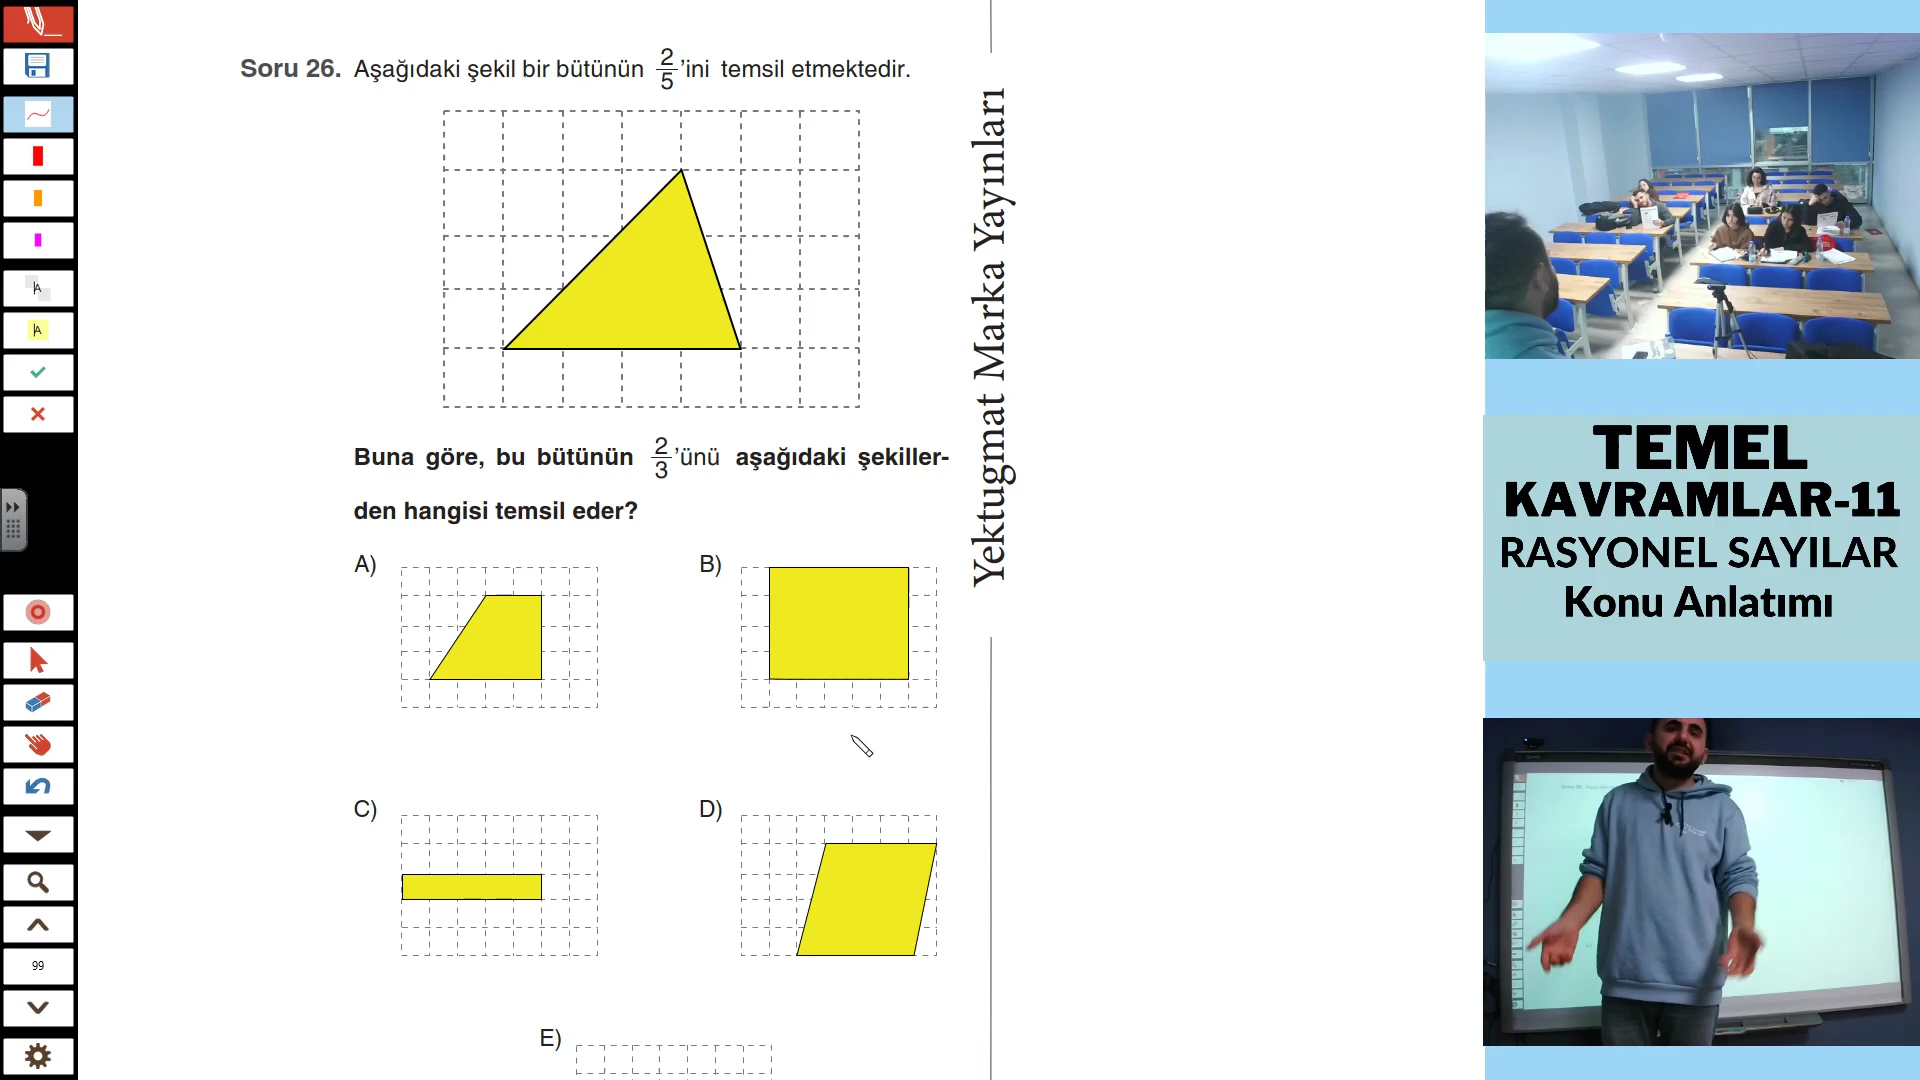 Soru 26. Aşağıdaki şekil bir bütünün 2/5 'ini temsil etmektedir.
Buna göre, bu bütünün 2/3 'ünü aşağıdaki şekiller-
den hangisi temsil eder?
A)
B)
C)
D)
E)
Yektugmat Marka Yayınları
99
TEMEL
KAVRAMLAR-11
RASYONEL SAYILAR
Konu Anlatımı